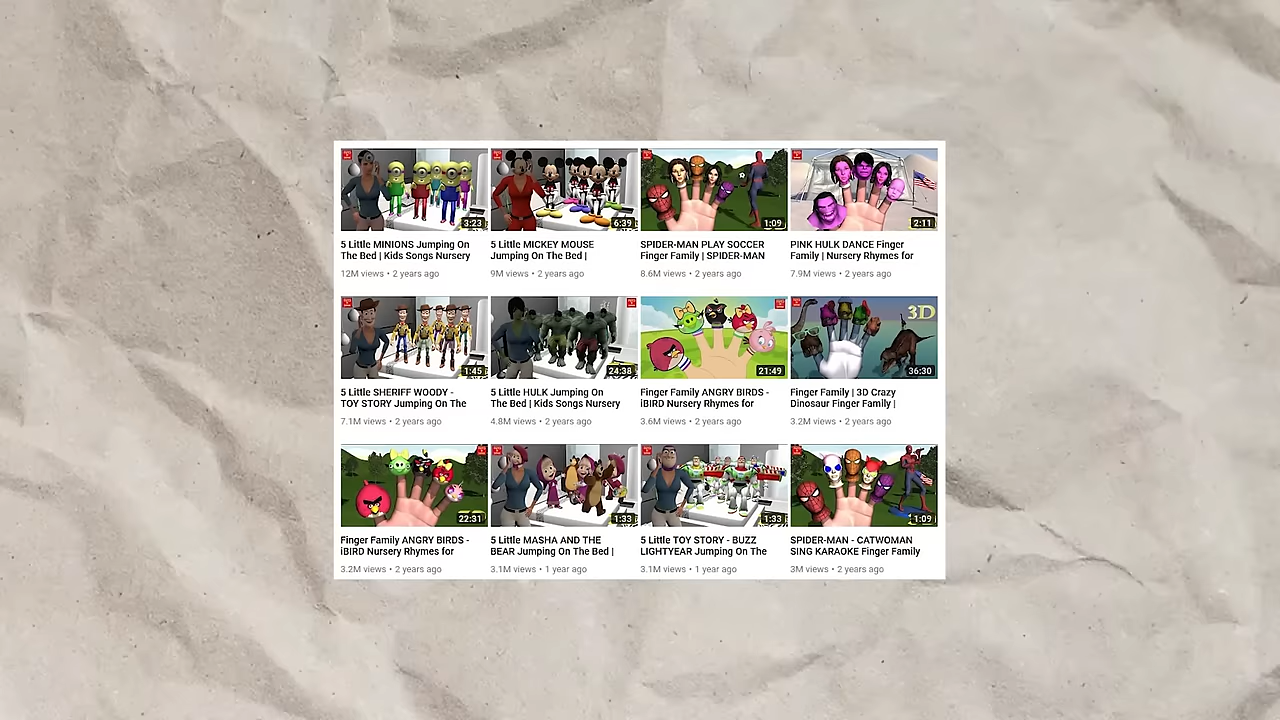 3:23
6:39
1:09
2:11
5 Little MINIONS Jumping On
The Bed | Kids Songs Nursery
12M views • 2 years ago
5 Little MICKEY MOUSE
Jumping On The Bed |
9M views • 2 years ago
SPIDER-MAN PLAY SOCCER
Finger Family | SPIDER-MAN
8.6M views • 2 years ago
PINK HULK DANCE Finger
Family | Nursery Rhymes for
7.9M views • 2 years ago
1:45
24:38
21:49
3D
36:30
5 Little SHERIFF WOODY -
TOY STORY Jumping On The
7.1M views • 2 years ago
5 Little HULK Jumping On
The Bed | Kids Songs Nursery
4.8M views • 2 years ago
Finger Family ANGRY BIRDS -
iBIRD Nursery Rhymes for
3.6M views • 2 years ago
Finger Family | 3D Crazy
Dinosaur Finger Family |
3.2M views • 2 years ago
22:31
1:33
1:33
1:09
Finger Family ANGRY BIRDS -
iBIRD Nursery Rhymes for
3.2M views • 2 years ago
5 Little MASHA AND THE
BEAR Jumping On The Bed |
3.1M views • 1 year ago
5 Little TOY STORY - BUZZ
LIGHTYEAR Jumping On The
3.1M views • 1 year ago
SPIDER-MAN - CATWOMAN
SING KARAOKE Finger Family
3M views • 2 years ago